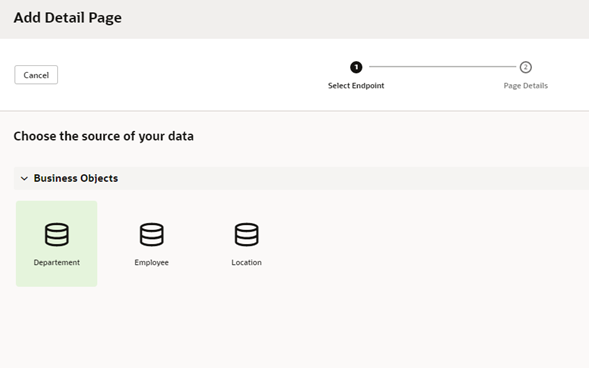 Add Detail Page
Cancel
1
2
Select Endpoint
Page Details
Choose the source of your data
Business Objects
Departement
Employee
Location